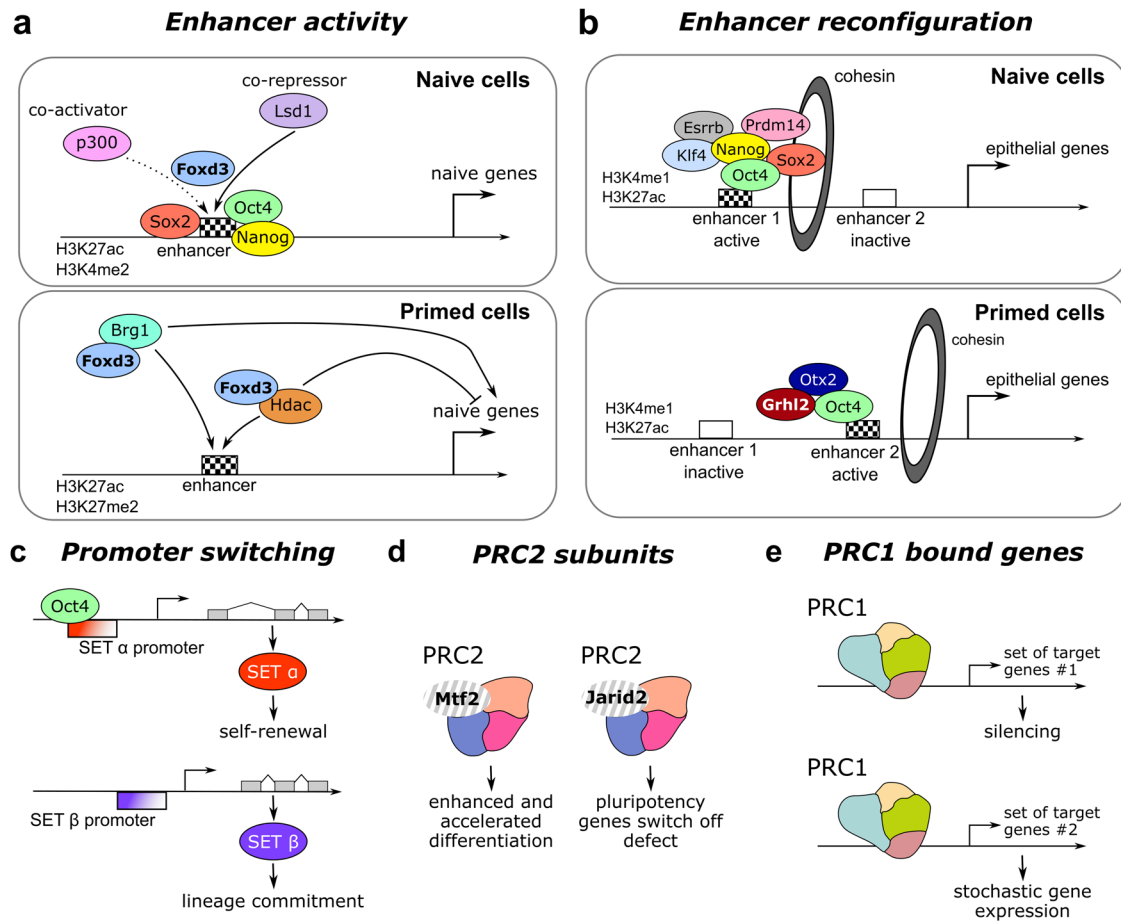 a Enhancer activity
Naive cells
co-repressor
Lsd1
co-activator
p300
Foxd3
naive genes
Sox2
Oct4
Nanog
enhancer
H3K27ac
H3K4me2
Primed cells
Brg1
Foxd3
Foxd3
Hdac
naive genes
enhancer
H3K27ac
H3K27me2
b Enhancer reconfiguration
Naive cells
cohesin
Esrrb
Prdm14
Nanog
Klf4
Sox2
Oct4
epithelial genes
H3K4me1
H3K27ac
enhancer 1
active
enhancer 2
inactive
Primed cells
cohesin
Otx2
Grhl2
Oct4
epithelial genes
H3K4me1
H3K27ac
enhancer 1
inactive
enhancer 2
active
c Promoter switching
Oct4
SET α promoter
SET α
self-renewal
SET β promoter
SET β
lineage commitment
d PRC2 subunits
PRC2
Mtf2
enhanced and
accelerated
differentiation
PRC2
Jarid2
pluripotency
genes switch off
defect
e PRC1 bound genes
PRC1
set of target
genes #1
silencing
PRC1
set of target
genes #2
stochastic gene
expression